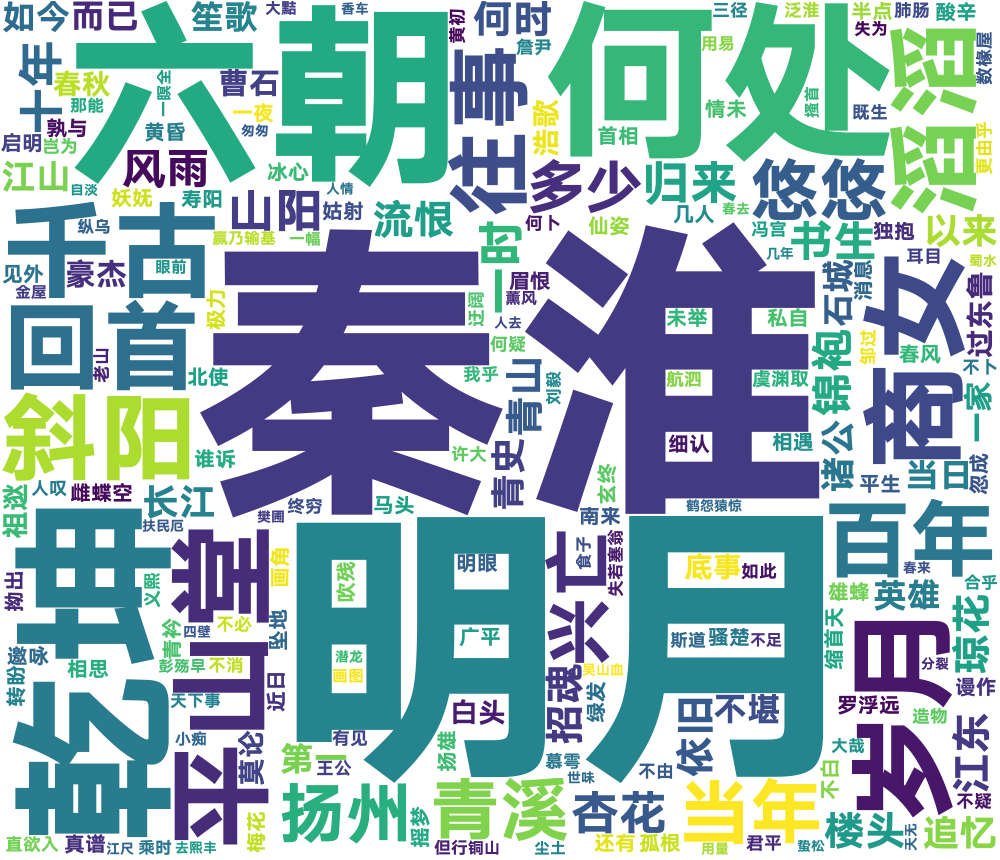 如今而已
笙歌
大點
香车
黄初
何时
三径
泛淮
半点
肺肠
酸辛
六朝
何处
滔滔
失为
数椽屋
十年
春秋
那能
一瞑全
曹石
往事
詹尹
用易
搔首
情未
既生
一夜
匆匆
浩歌
首相
黄昏
启明
孰与
岂为
更由乎
江山
自淡
风雨
冰心
多少
归来
悠悠
妖妩
寿阳
山阳
人情
姑射
流恨
何卜
仙姿
几人
春去
冯宫
书生
独抱
以来
千古
纵乌
赢乃输基
一幅
一时
几年
耳目
蜀水
见外
金屋
豪杰
眼前
秦淮
眉恨
薰风
石城
消息
女
过东鲁
极力
迂阔
人去
未举
私自
回首
老山
何疑
锦袍
邹过
春风
不卜
北使
我乎
青山
刘毅
航泗
虞渊取
商
一家
斜阳
谁诉
许大
青史
细认
相遇
诸公
当日
忽成
祖逖
人叹
雌蝶空
长江
终穷
马头
玄终
鹤怨猿惊
平生
扶民厄
樊圃
南来
百年
乾坤
堂
画角
明月
明眼
兴亡
食子
失若塞翁
底事
如此
春来
合乎
拗出
义熙
吹残
雄蜂
英雄
青衿
四壁
不必
坠地
广平
斯道
骚楚
不足
缩首天
岁月
琼花
邀咏
相思
彭殇早
不消
潜龙
画图
吴山血
分裂
转盼
天下事
平山
近日
招魂
绿发
谩作
罗浮远
造物
白头
依旧
不堪
小痴
莫论
有见
大哉
江东
第一
王公
扬雄
慕雩
世味
不由
不白
不疑
扬州
摇梦
青溪
杏花
当年
楼头
天无
追忆
直欲入
真谱
江尺
乘时
去熙丰
梅花
但行铜山
尘土
还有
孤根
用量
君平
蛰松